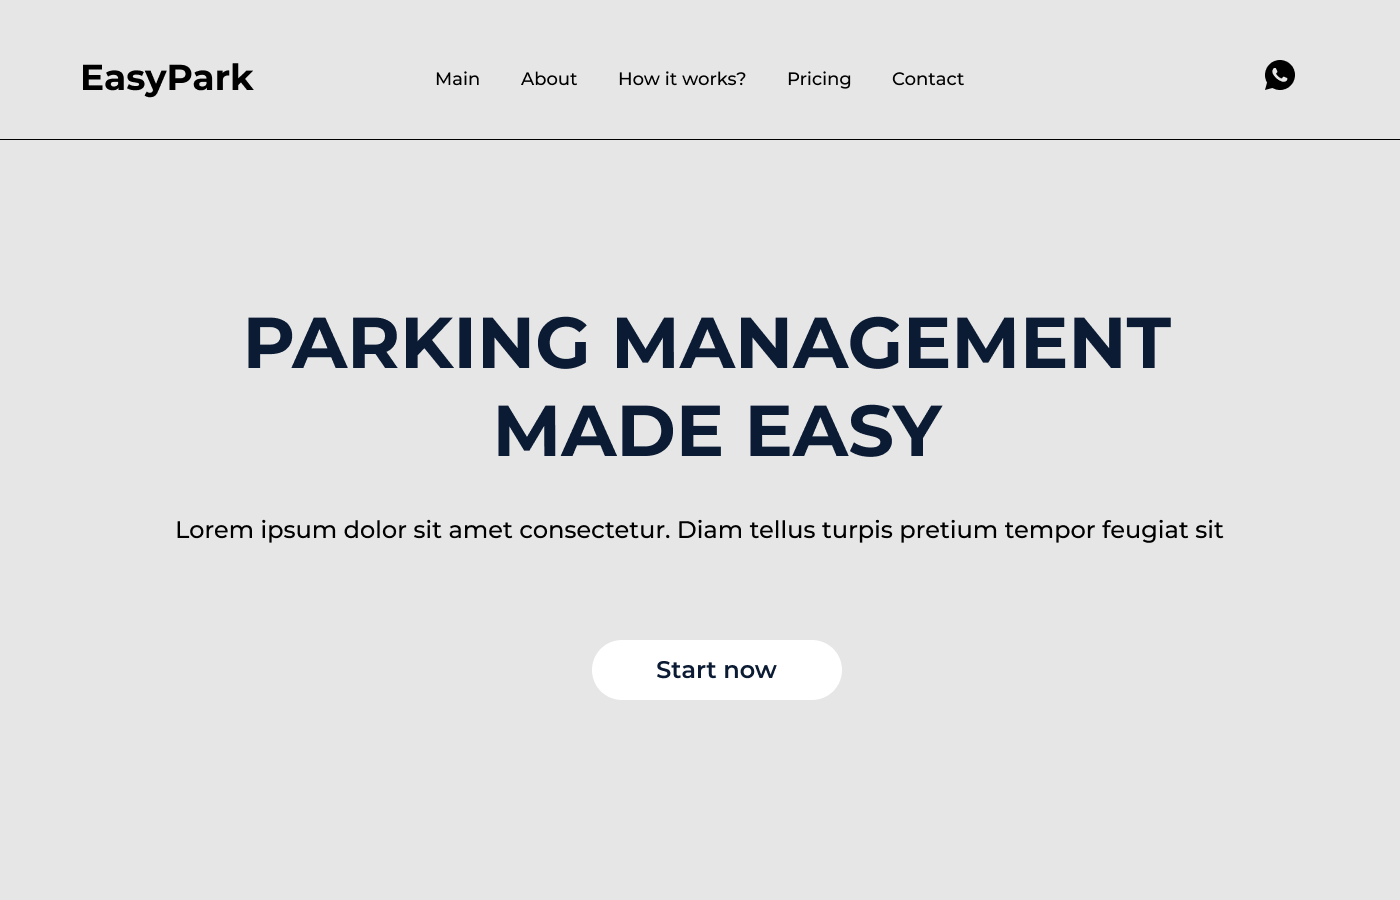 EasyPark
Main About How it works? Pricing Contact
PARKING MANAGEMENT
MADE EASY
Lorem ipsum dolor sit amet consectetur. Diam tellus turpis pretium tempor feugiat sit
Start now